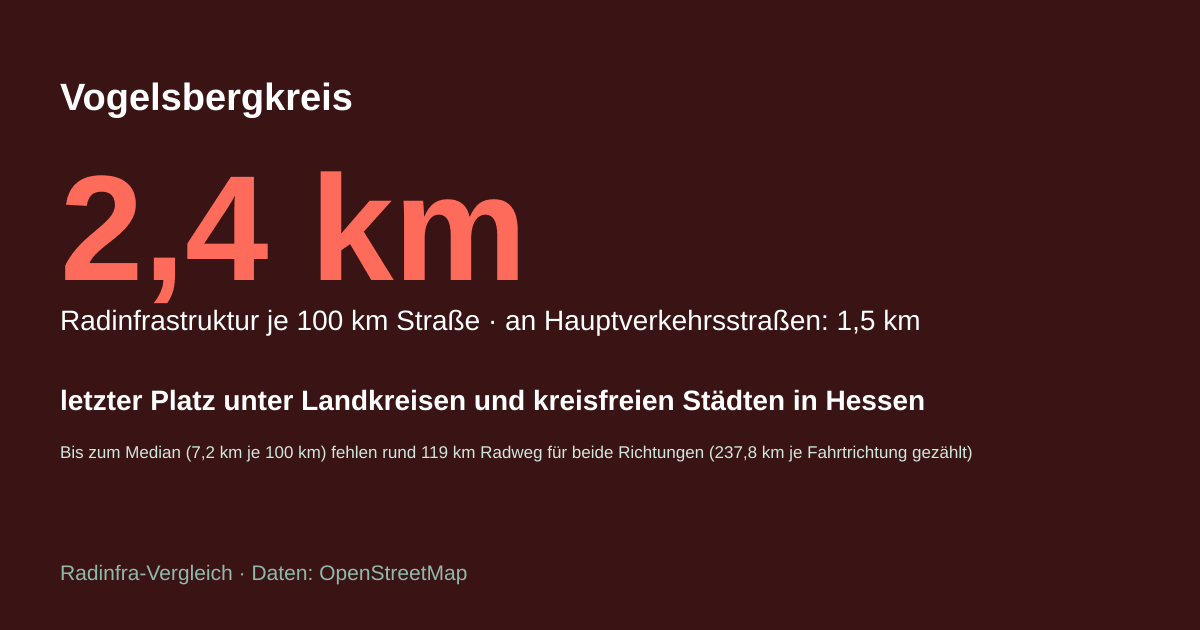 Vogelsbergkreis
2,4 km
Radinfrastruktur je 100 km Straße · an Hauptverkehrsstraßen: 1,5 km
letzter Platz unter Landkreisen und kreisfreien Städten in Hessen
Bis zum Median (7,2 km je 100 km) fehlen rund 119 km Radweg für beide Richtungen (237,8 km je Fahrtrichtung gezählt)
Radinfra-Vergleich · Daten: OpenStreetMap